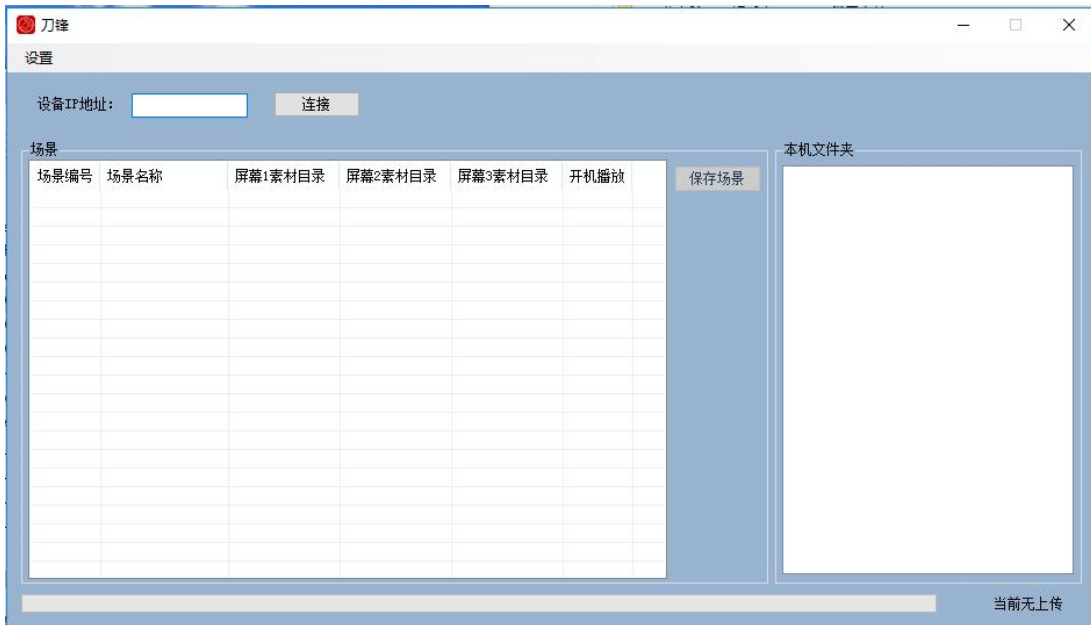 刀锋
设置
设备IP地址： 连接
场景
本机文件夹
场景编号 场景名称 屏幕1素材目录 屏幕2素材目录 屏幕3素材目录 开机播放
保存场景
当前无上传